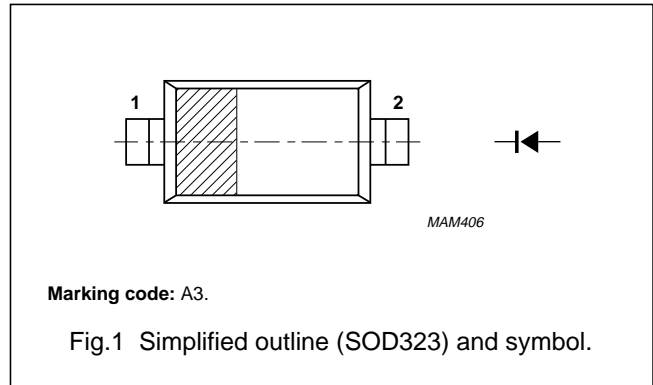 1
2
MAM406
Marking code: A3.
Fig.1 Simplified outline (SOD323) and symbol.